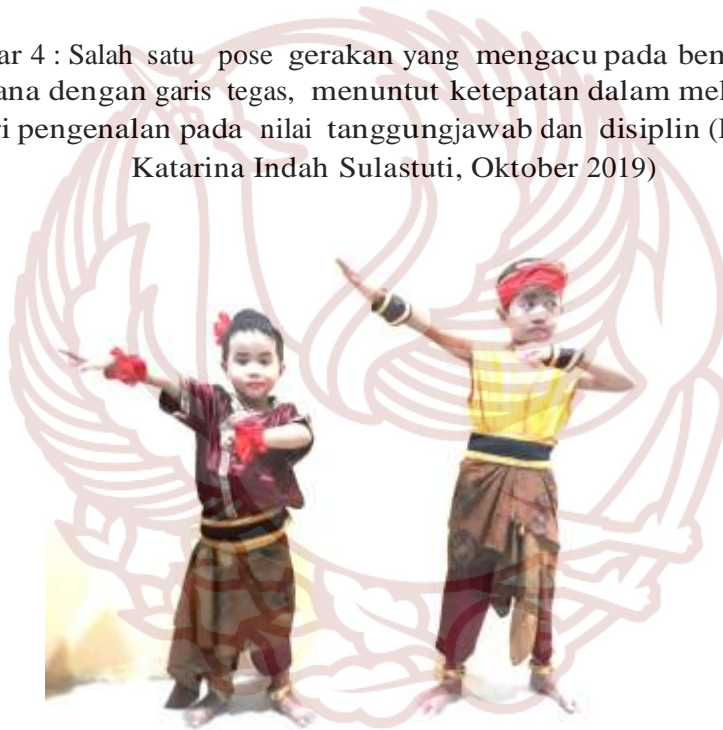 ar 4 : Salah satu pose gerakan yang mengacu pada ben
ana dengan garis tegas, menuntut ketepatan dalam mel
ri pengenalan pada nilai tanggungjawab dan disiplin (
Katarina Indah Sulastuti, Oktober 2019)